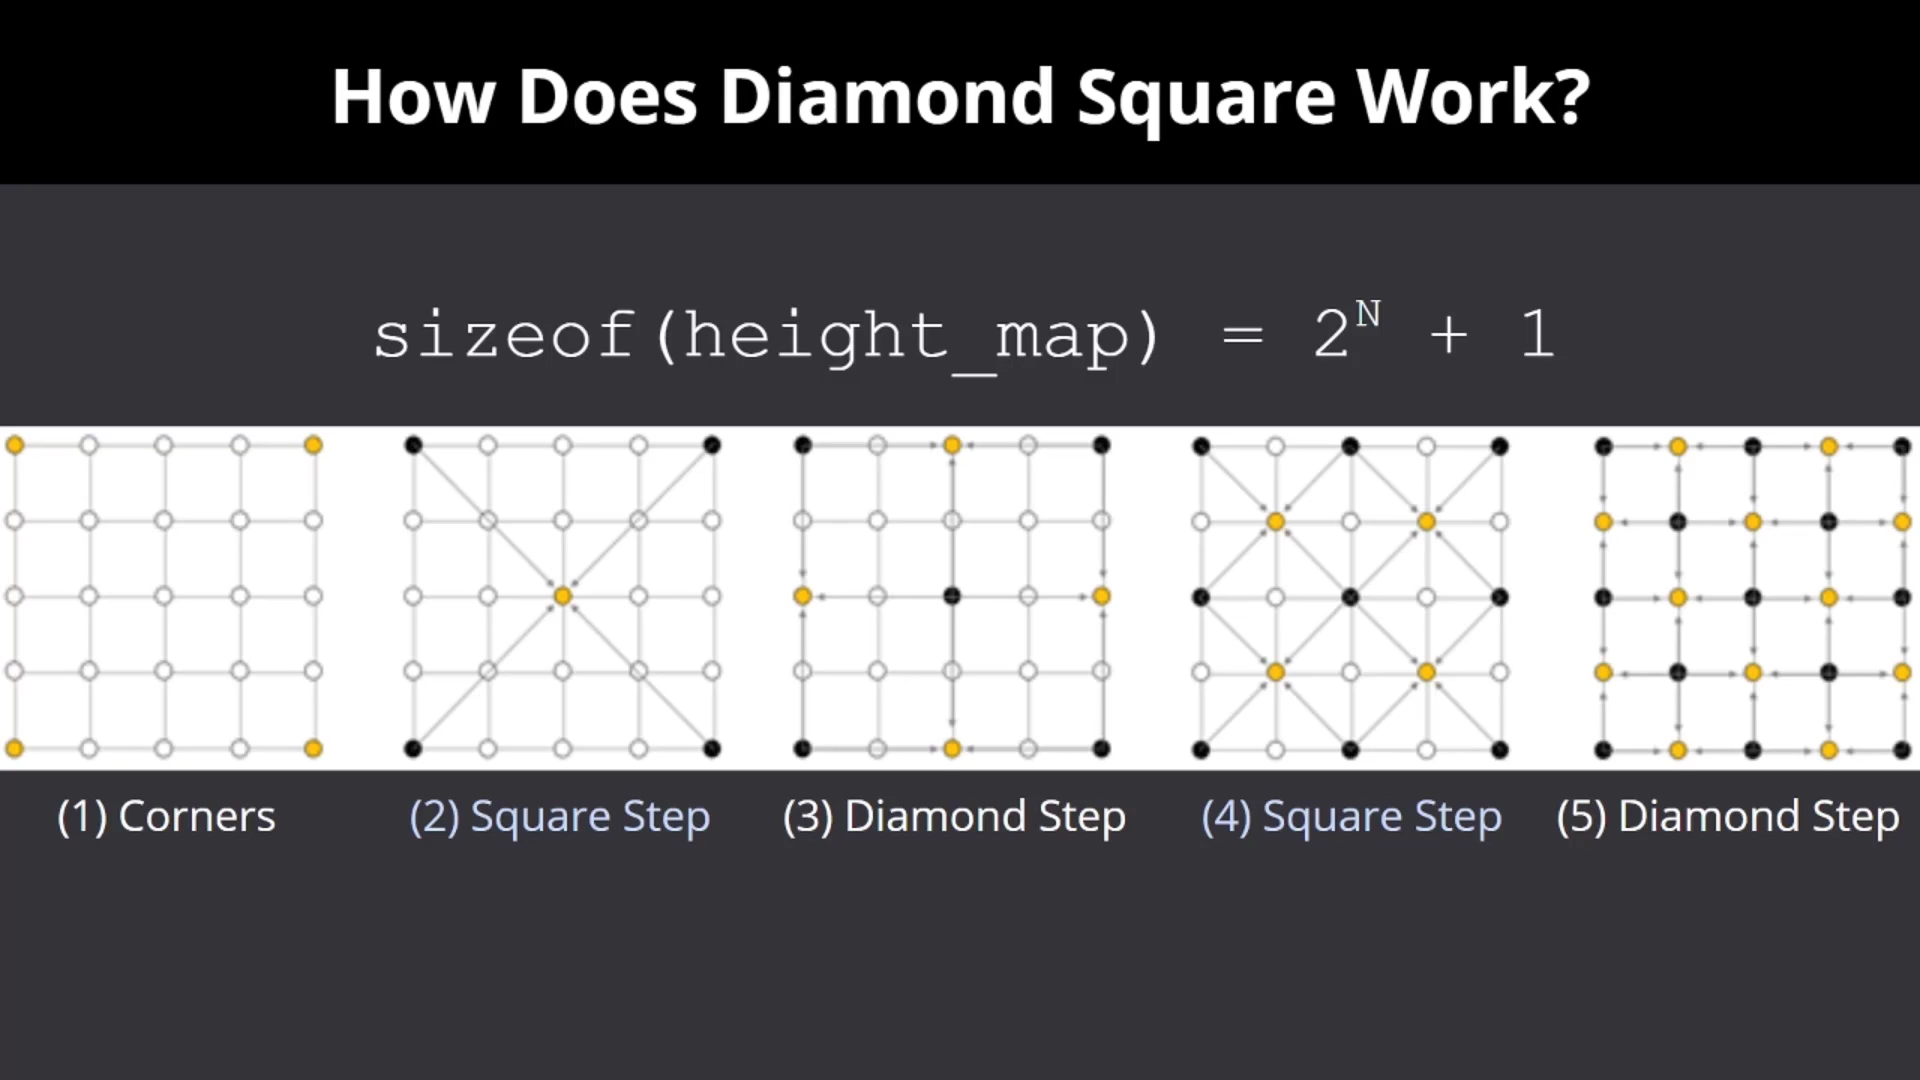 How Does Diamond Square Work?
sizeof(height_map) = 2ᴺ + 1
(1) Corners
(2) Square Step
(3) Diamond Step
(4) Square Step
(5) Diamond Step